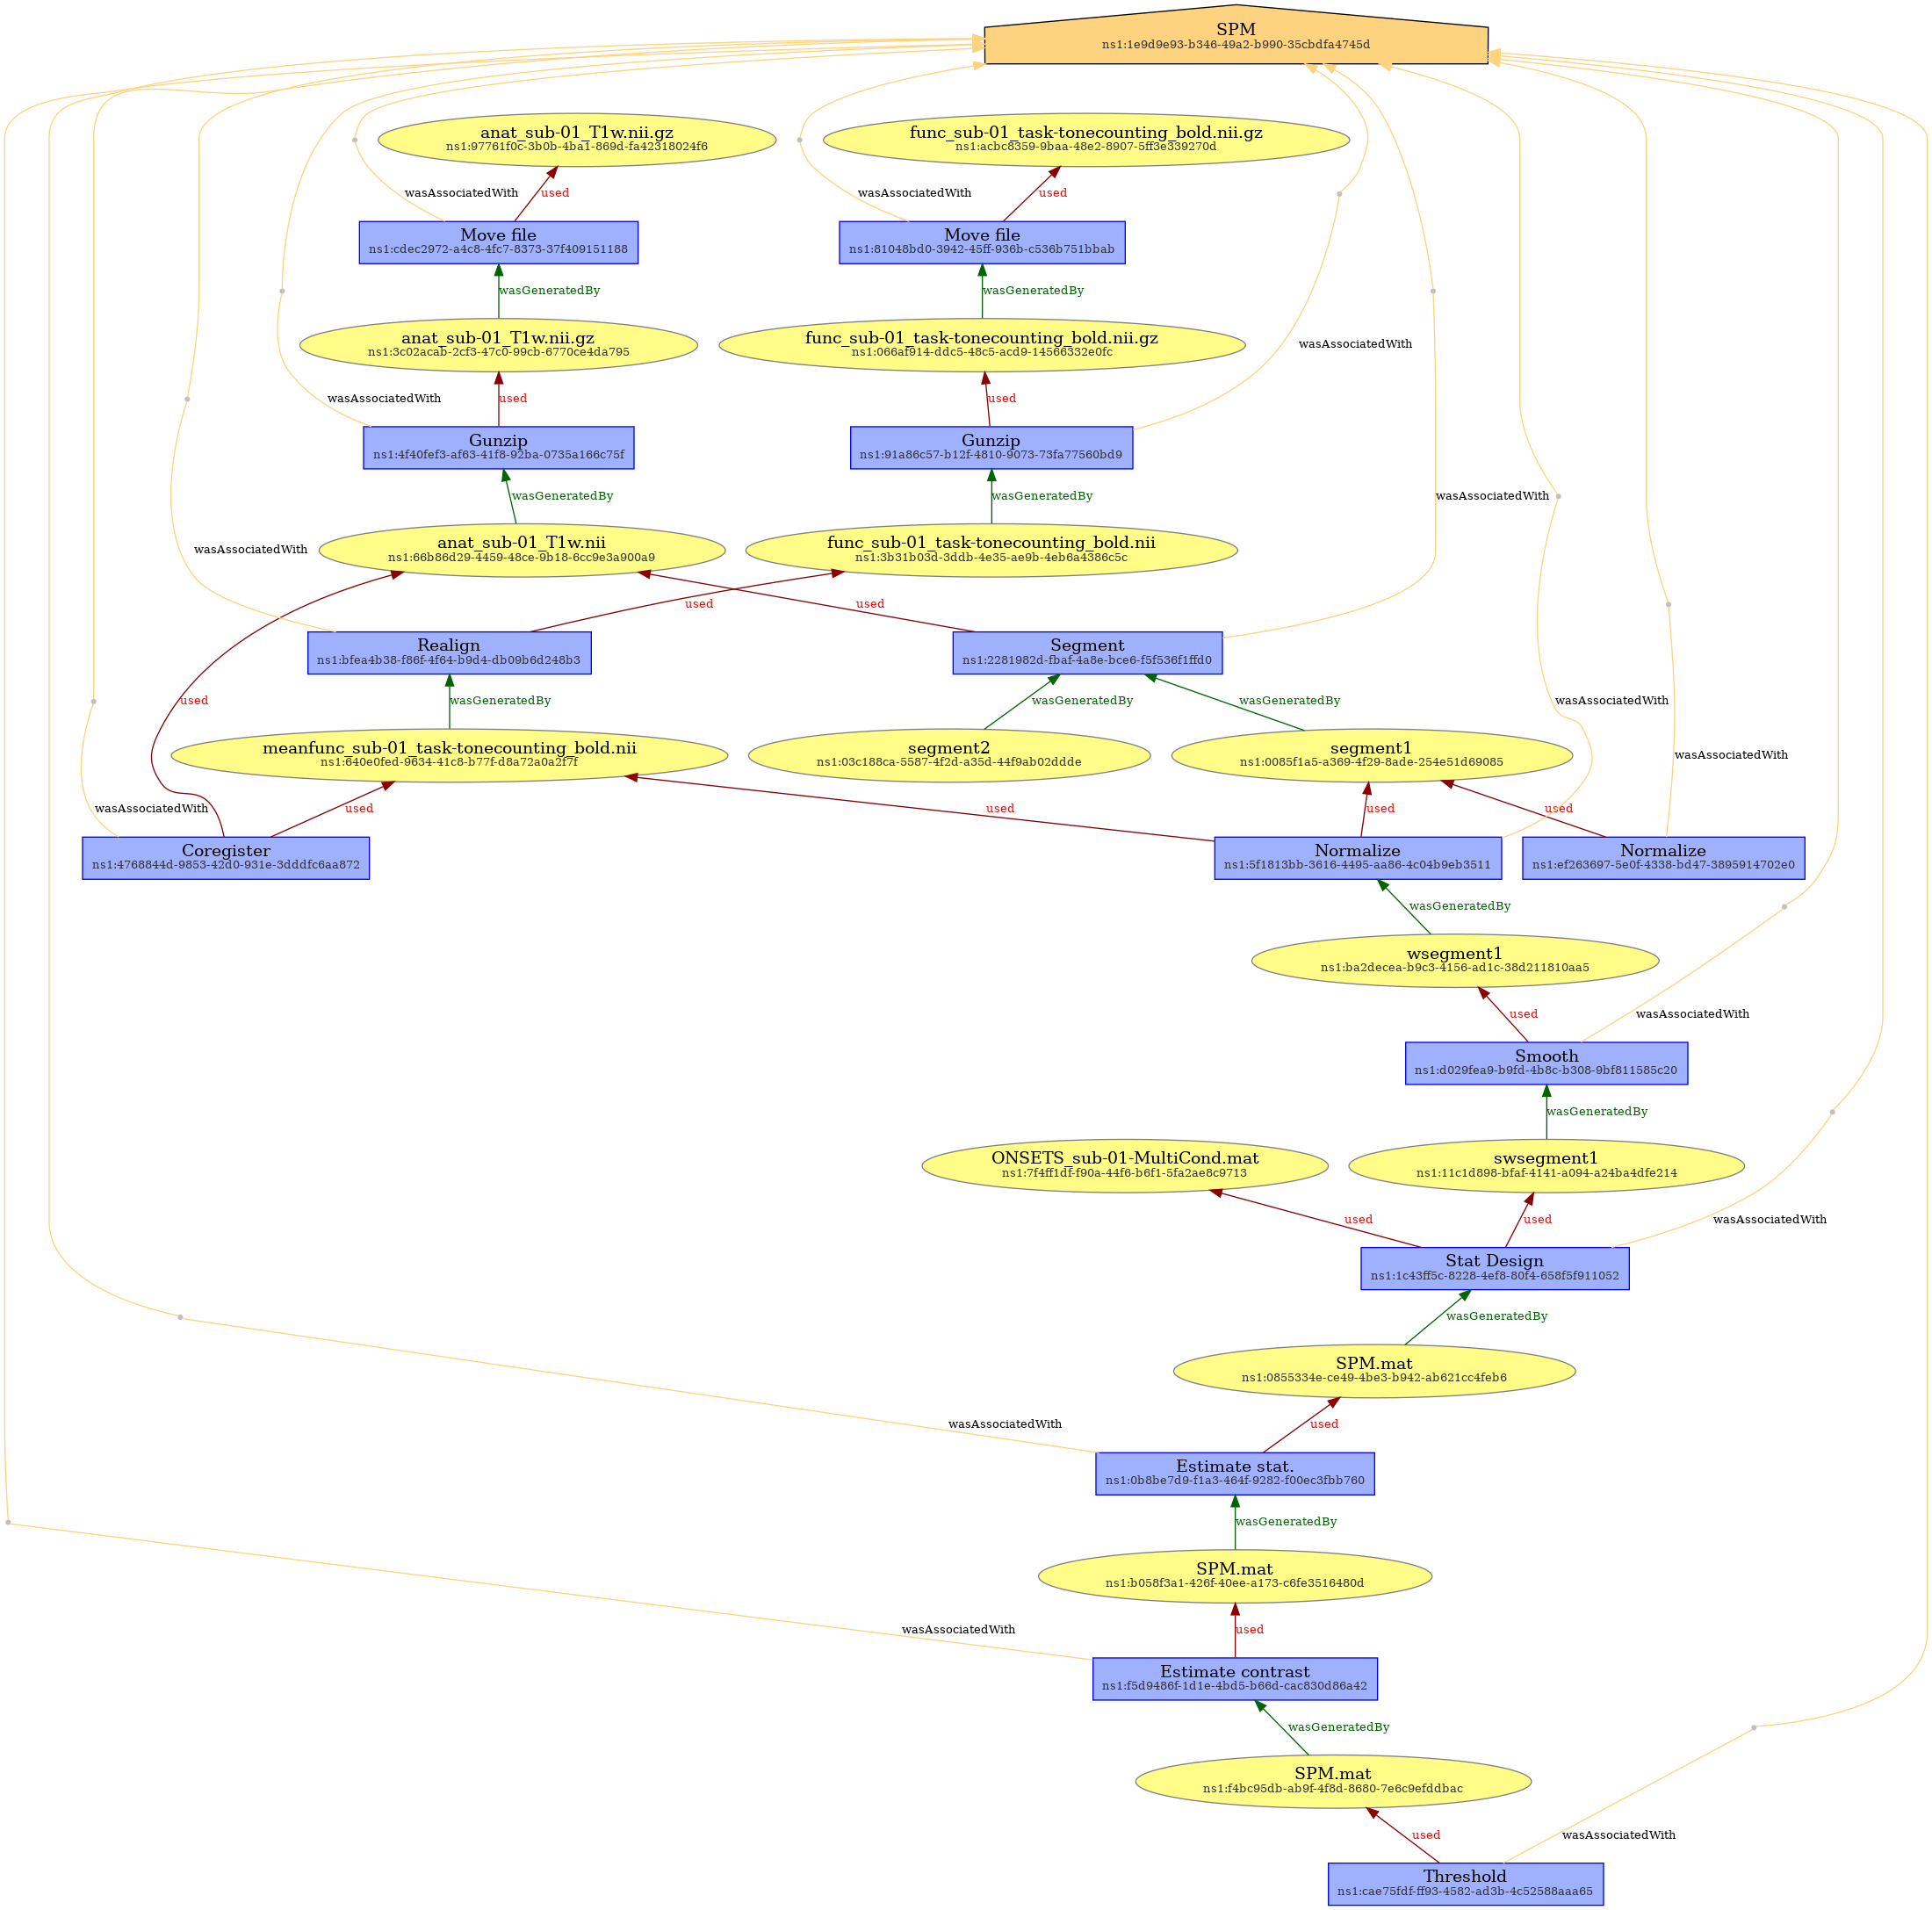 SPM
ns1:1e9d9e93-b346-49a2-b990-35cbdfa4745d
anat_sub-01_T1w.nii.gz
ns1:97761f0c-3b0b-4ba1-869d-fa42318024f6
func_sub-01_task-tonecounting_bold.nii.gz
ns1:acbc8359-9baa-48e2-8907-5ff3e339270d
wasAssociatedWith
used
wasAssociatedWith
used
Move file
ns1:cdec2972-a4c8-4fc7-8373-37f409151188
Move file
ns1:81048bd0-3942-45ff-936b-c536b751bbab
wasGeneratedBy
wasGeneratedBy
anat_sub-01_T1w.nii.gz
ns1:3c02acab-2cf3-47c0-99cb-6770ce4da795
func_sub-01_task-tonecounting_bold.nii.gz
ns1:066af914-ddc5-48c5-acd9-14566332e0fc
wasAssociatedWith
wasAssociatedWith
used
used
Gunzip
ns1:4f40fef3-af63-41f8-92ba-0735a166c75f
Gunzip
ns1:91a86c57-b12f-4810-9073-73fa77560bd9
wasGeneratedBy
wasGeneratedBy
wasAssociatedWith
anat_sub-01_T1w.nii
ns1:66b86d29-4459-48ce-9b18-6cc9e3a900a9
func_sub-01_task-tonecounting_bold.nii
ns1:3b31b03d-3ddb-4e35-ae9b-4eb6a4386c5c
wasAssociatedWith
used
used
Realign
ns1:bfea4b38-f86f-4f64-b9d4-db09b6d248b3
Segment
ns1:2281982d-fbaf-4a8e-bce6-f5f536f1ffd0
used
wasGeneratedBy
wasGeneratedBy
wasGeneratedBy
wasAssociatedWith
meanfunc_sub-01_task-tonecounting_bold.nii
ns1:640e0fed-9634-41c8-b77f-d8a72a0a2f7f
segment2
ns1:03c188ca-5587-4f2d-a35d-44f9ab02ddde
segment1
ns1:0085f1a5-a369-4f29-8ade-254e51d69085
wasAssociatedWith
wasAssociatedWith
used
used
used
used
Coregister
ns1:4768844d-9853-42d0-931e-3dddfc6aa872
Normalize
ns1:5f1813bb-3616-4495-aa86-4c04b9eb3511
Normalize
ns1:ef263697-5e0f-4338-bd47-3895914702e0
wasGeneratedBy
wsegment1
ns1:ba2decea-b9c3-4156-ad1c-38d211810aa5
used
wasAssociatedWith
Smooth
ns1:d029fea9-b9fd-4b8c-b308-9bf811585c20
wasGeneratedBy
ONSETS_sub-01-MultiCond.mat
ns1:7f4ff1df-f90a-44f6-b6f1-5fa2ae8c9713
swsegment1
ns1:11c1d898-bfaf-4141-a094-a24ba4dfe214
used
used
wasAssociatedWith
Stat Design
ns1:1c43ff5c-8228-4ef8-80f4-658f5f911052
wasGeneratedBy
SPM.mat
ns1:0855334e-ce49-4be3-b942-ab621cc4feb6
wasAssociatedWith
used
Estimate stat.
ns1:0b8be7d9-f1a3-464f-9282-f00ec3fbb760
wasGeneratedBy
SPM.mat
ns1:b058f3a1-426f-40ee-a173-c6fe3516480d
wasAssociatedWith
used
Estimate contrast
ns1:f5d9486f-1d1e-4bd5-b66d-cac830d86a42
wasGeneratedBy
SPM.mat
ns1:f4bc95db-ab9f-4f8d-8680-7e6c9efddbac
used
wasAssociatedWith
Threshold
ns1:cae75fdf-ff93-4582-ad3b-4c52588aaa65